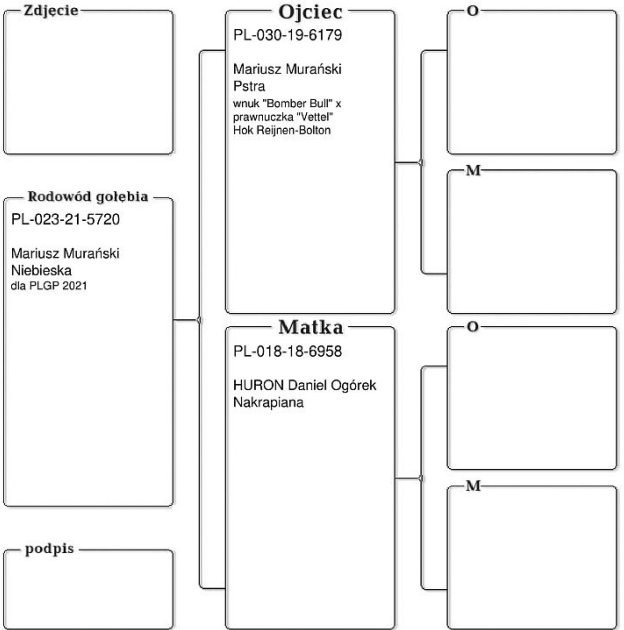 Zdjęcie
Rodowód gołębia
PL-023-21-5720
Mariusz Murański
Niebieska
dla PLGP 2021
podpis
Ojciec
PL-030-19-6179
Mariusz Murański
Pstra
wnuk "Bomber Bull" x
prawnuczka "Vettel"
Hok Reijnen-Bolton
Matka
PL-018-18-6958
HURON Daniel Ogórek
Nakrapiana
O
M
O
M